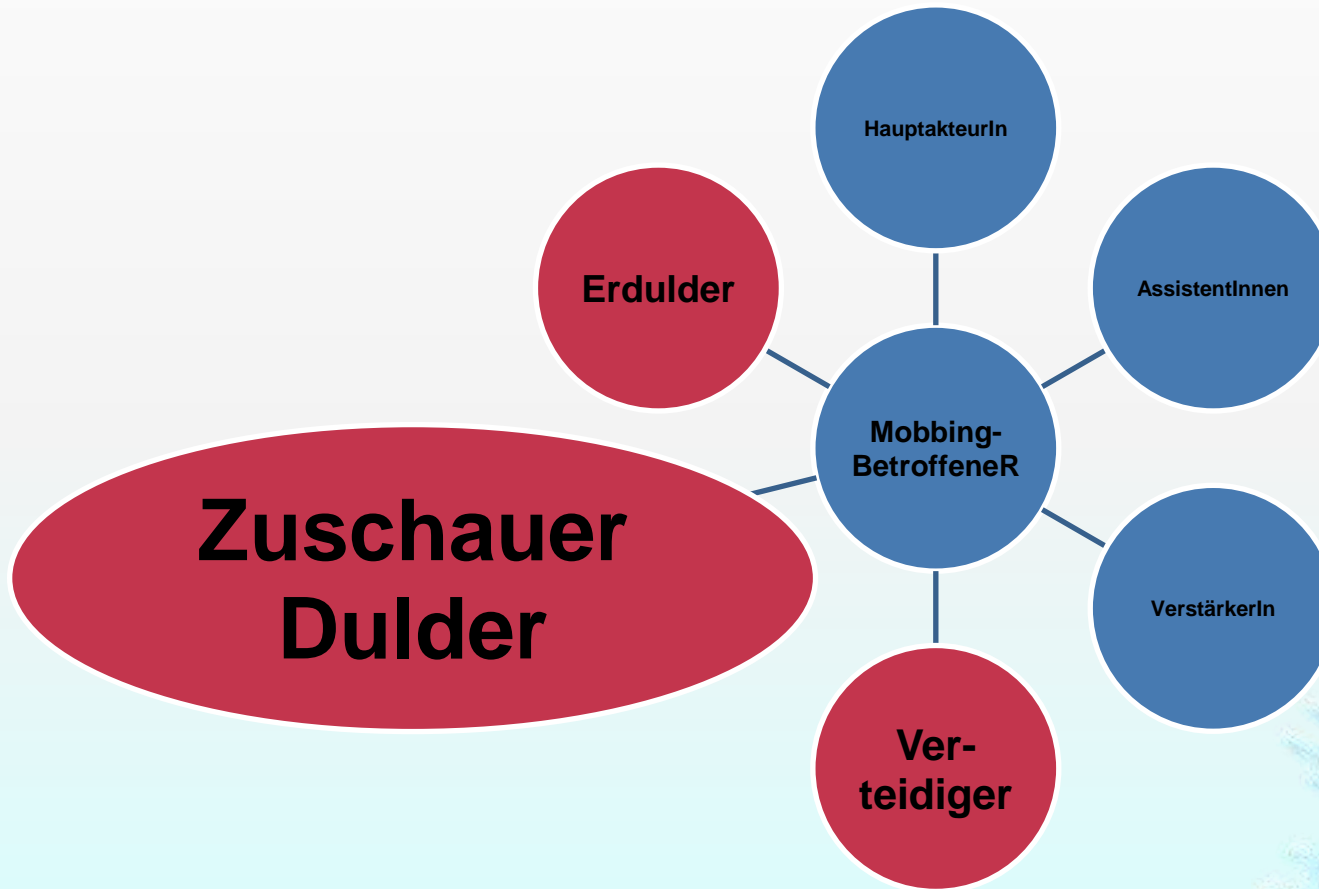 HauptakteurIn
Erdulder
AssistentInnen
Mobbing-
BetroffeneR
Zuschauer
Dulder
VerstärkerIn
Ver-
teidiger